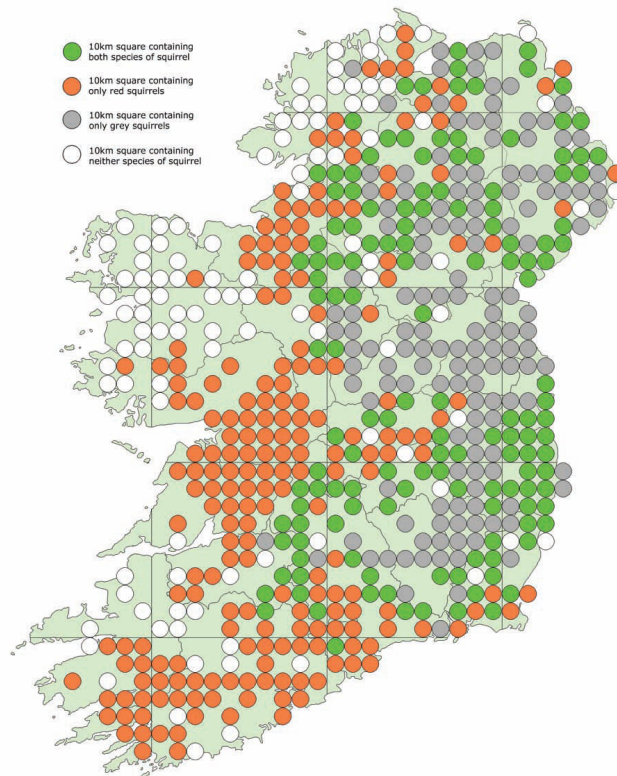 10km square containing
both species of squirrel
10km square containing
only red squirrels
10km square containing
only grey squirrels
10km square containing
neither species of squirrel